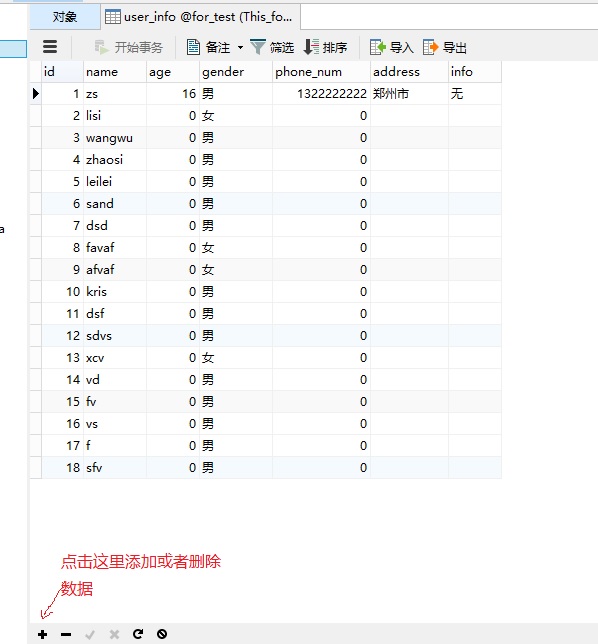 对象 user_info @for_test (This_fo...
开始事务 备注 筛选 排序 导入 导出
id name age gender phone_num address info
1 zs 16 男 1322222222 郑州市 无
2 lisi 0 女 0
3 wangwu 0 男 0
4 zhaosi 0 男 0
5 leilei 0 男 0
6 sand 0 男 0
a
7 dsd 0 男 0
8 favaf 0 女 0
9 afvaf 0 女 0
10 kris 0 男 0
11 dsf 0 男 0
12 sdvs 0 男 0
13 xcv 0 女 0
14 vd 0 男 0
15 fv 0 男 0
16 vs 0 男 0
17 f 0 男 0
18 sfv 0 男 0
点击这里添加或者删除
数据